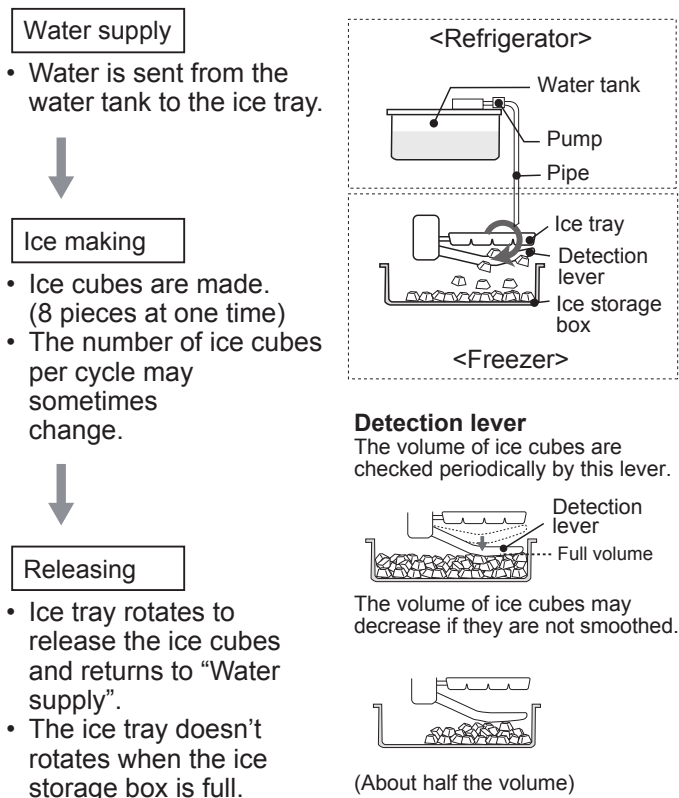 Water supply
• Water is sent from the
water tank to the ice tray.
Ice making
• Ice cubes are made.
(8 pieces at one time)
• The number of ice cubes
per cycle may
sometimes
change.
Releasing
• Ice tray rotates to
release the ice cubes
and returns to “Water
supply”.
• The ice tray doesn’t
rotates when the ice
storage box is full.
<Refrigerator>
Water tank
Pump
Pipe
Ice tray
Detection
lever
Ice storage
box
<Freezer>
Detection lever
The volume of ice cubes are
checked periodically by this lever.
Detection
lever
Full volume
The volume of ice cubes may
decrease if they are not smoothed.
(About half the volume)